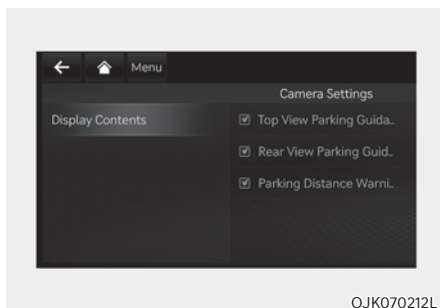 Menu
Camera Settings
Display Contents
Top View Parking Guida..
Rear View Parking Guid..
Parking Distance Warni..
OJK070212L